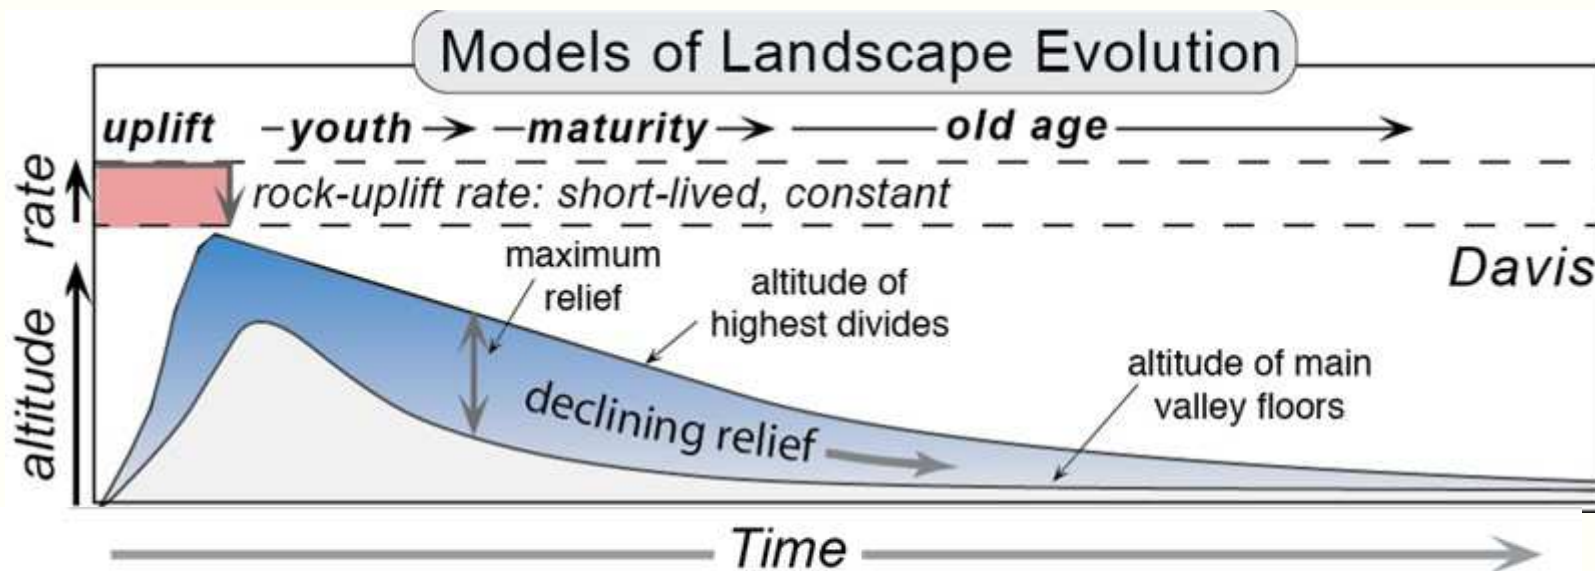 Models of Landscape Evolution
uplift youth maturity old age
rate
rock-uplift rate: short-lived, constant
Davis
altitude
maximum
relief
altitude of
highest divides
altitude of main
valley floors
declining relief
Time